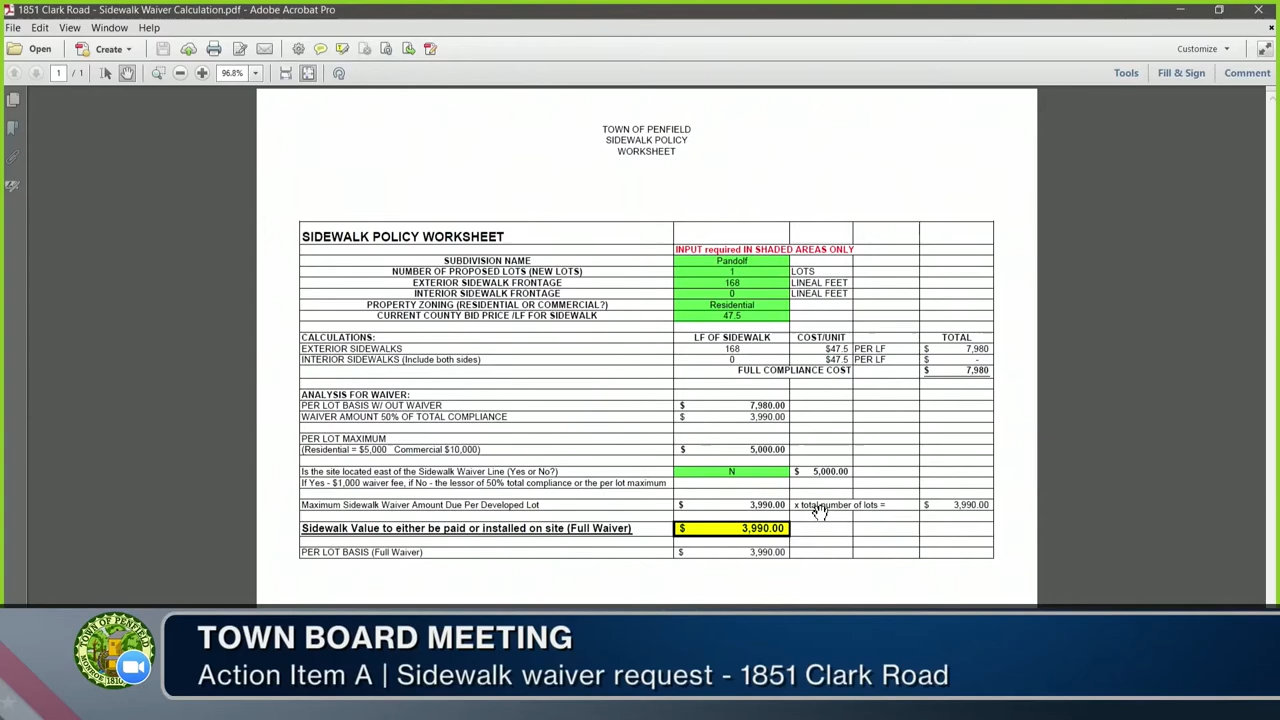 1851 Clark Road - Sidewalk Waiver Calculation.pdf - Adobe Acrobat Pro
File Edit View Window Help
Open Create Customize
1 / 1 96.8% Tools Fill & Sign Comment
TOWN OF PENFIELD
SIDEWALK POLICY
WORKSHEET
SIDEWALK POLICY WORKSHEET
INPUT required IN SHADED AREAS ONLY
SUBDIVISION NAME Pandolf
NUMBER OF PROPOSED LOTS (NEW LOTS) 1 LOTS
EXTERIOR SIDEWALK FRONTAGE 168 LINEAL FEET
INTERIOR SIDEWALK FRONTAGE 0 LINEAL FEET
PROPERTY ZONING (RESIDENTIAL OR COMMERCIAL?) Residential
CURRENT COUNTY BID PRICE /LF FOR SIDEWALK 47.5
CALCULATIONS: LF OF SIDEWALK COST/UNIT TOTAL
EXTERIOR SIDEWALKS 168 $47.5 PER LF $ 7,980
INTERIOR SIDEWALKS (Include both sides) 0 $47.5 PER LF $ -
FULL COMPLIANCE COST $ 7,980
ANALYSIS FOR WAIVER:
PER LOT BASIS W/ OUT WAIVER $ 7,980.00
WAIVER AMOUNT 50% OF TOTAL COMPLIANCE $ 3,990.00
PER LOT MAXIMUM
(Residential = $5,000 Commercial $10,000) $ 5,000.00
Is the site located east of the Sidewalk Waiver Line (Yes or No?) N $ 5,000.00
If Yes - $1,000 waiver fee, if No - the lessor of 50% total compliance or the per lot maximum
Maximum Sidewalk Waiver Amount Due Per Developed Lot $ 3,990.00 x total number of lots = $ 3,990.00
Sidewalk Value to either be paid or installed on site (Full Waiver) $ 3,990.00
PER LOT BASIS (Full Waiver) $ 3,990.00
TOWN OF PENFIELD
TOWN BOARD MEETING
Action Item A | Sidewalk waiver request - 1851 Clark Road